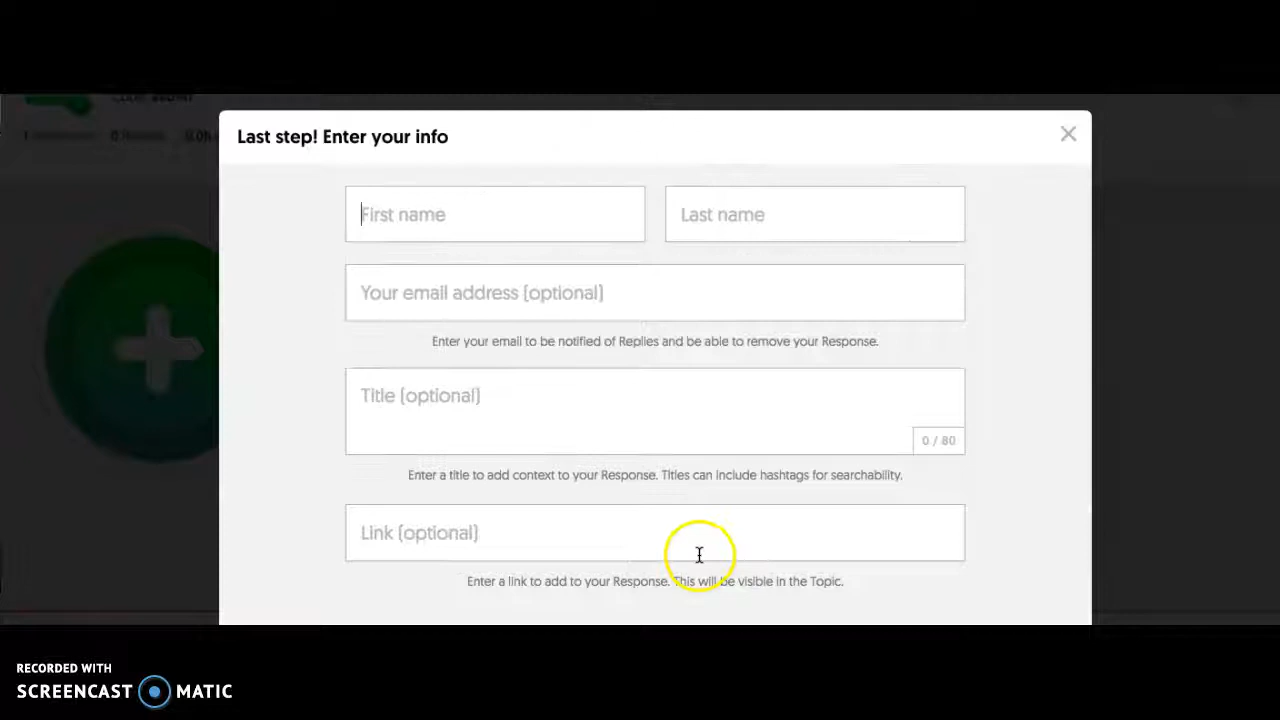 Last step! Enter your info
First name
Last name
Your email address (optional)
Enter your email to be notified of Replies and be able to remove your Response.
Title (optional)
0 / 80
Enter a title to add context to your Response. Titles can include hashtags for searchability.
Link (optional)
Enter a link to add to your Response. This will be visible in the Topic.
RECORDED WITH
SCREENCAST MATIC